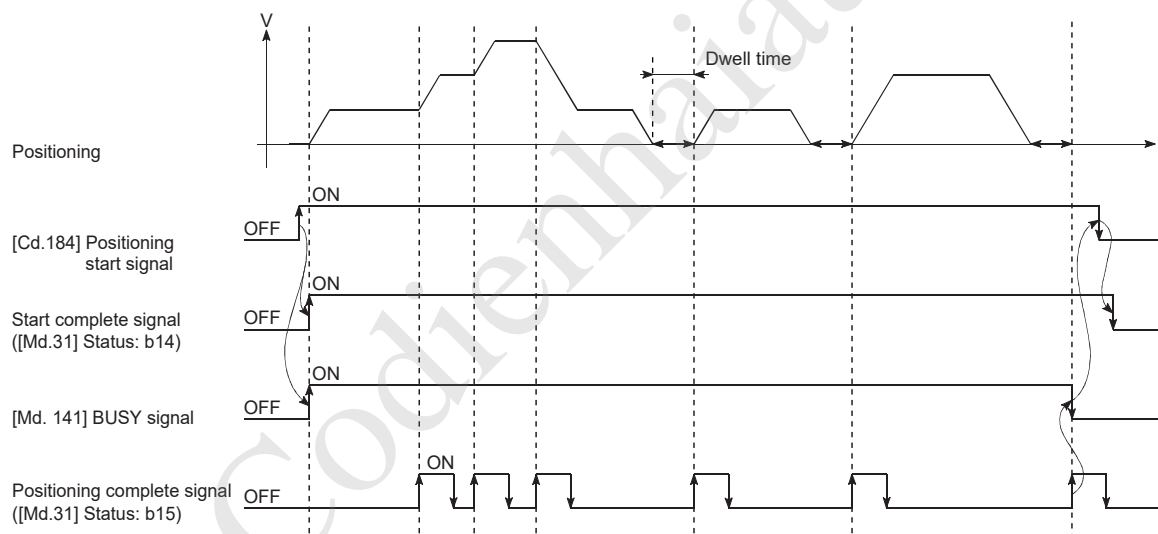 V
Dwell time
Positioning
ON
OFF
[Cd.184] Positioning
start signal
ON
OFF
Start complete signal
([Md.31] Status: b14)
ON
OFF
[Md. 141] BUSY signal
ON
OFF
Positioning complete signal
([Md.31] Status: b15)
Codienhaiau